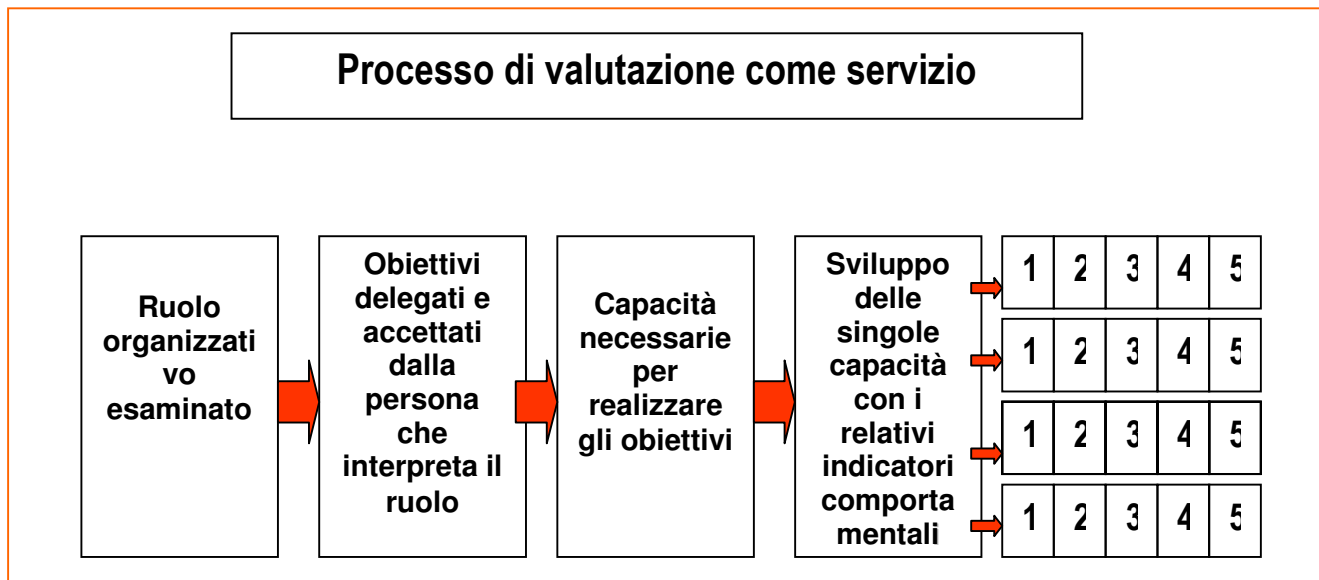 Processo di valutazione come servizio
Ruolo
organizzati
vo
esaminato
Obiettivi
delegati e
accettati
dalla
persona
che
interpreta il
ruolo
Capacità
necessarie
per
realizzare
gli obiettivi
Sviluppo
delle
singole
capacità
con i
relativi
indicatori
comporta
mentali
1 2 3 4 5
1 2 3 4 5
1 2 3 4 5
1 2 3 4 5